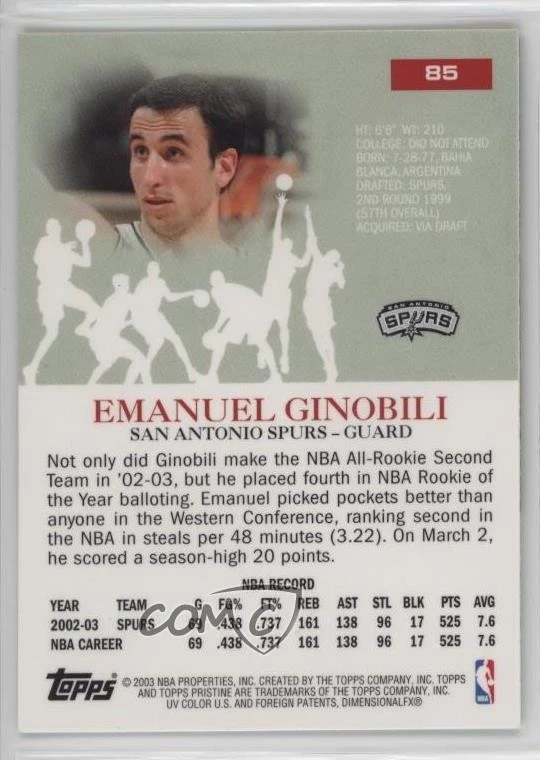 85
HT: 6'6" WT: 210
COLLEGE: DID NOT ATTEND
BORN: 7-28-77, BAHIA
BLANCA, ARGENTINA
DRAFTED: SPURS,
2ND ROUND 1999
(57TH OVERALL)
ACQUIRED: VIA DRAFT
SAN ANTONIO
SPURS
EMANUEL GINOBILI
SAN ANTONIO SPURS – GUARD
Not only did Ginobili make the NBA All-Rookie Second
Team in '02-03, but he placed fourth in NBA Rookie of
the Year balloting. Emanuel picked pockets better than
anyone in the Western Conference, ranking second in
the NBA in steals per 48 minutes (3.22). On March 2,
he scored a season-high 20 points.
NBA RECORD
YEAR TEAM G FG% FT% REB AST STL BLK PTS AVG
2002-03 SPURS 69 .438 .737 161 138 96 17 525 7.6
NBA CAREER 69 .438 .737 161 138 96 17 525 7.6
COMC
Topps
© 2003 NBA PROPERTIES, INC. CREATED BY THE TOPPS COMPANY, INC. TOPPS
AND TOPPS PRISTINE ARE TRADEMARKS OF THE TOPPS COMPANY, INC.
UV COLOR U.S. AND FOREIGN PATENTS, DIMENSIONALFX®
NBA